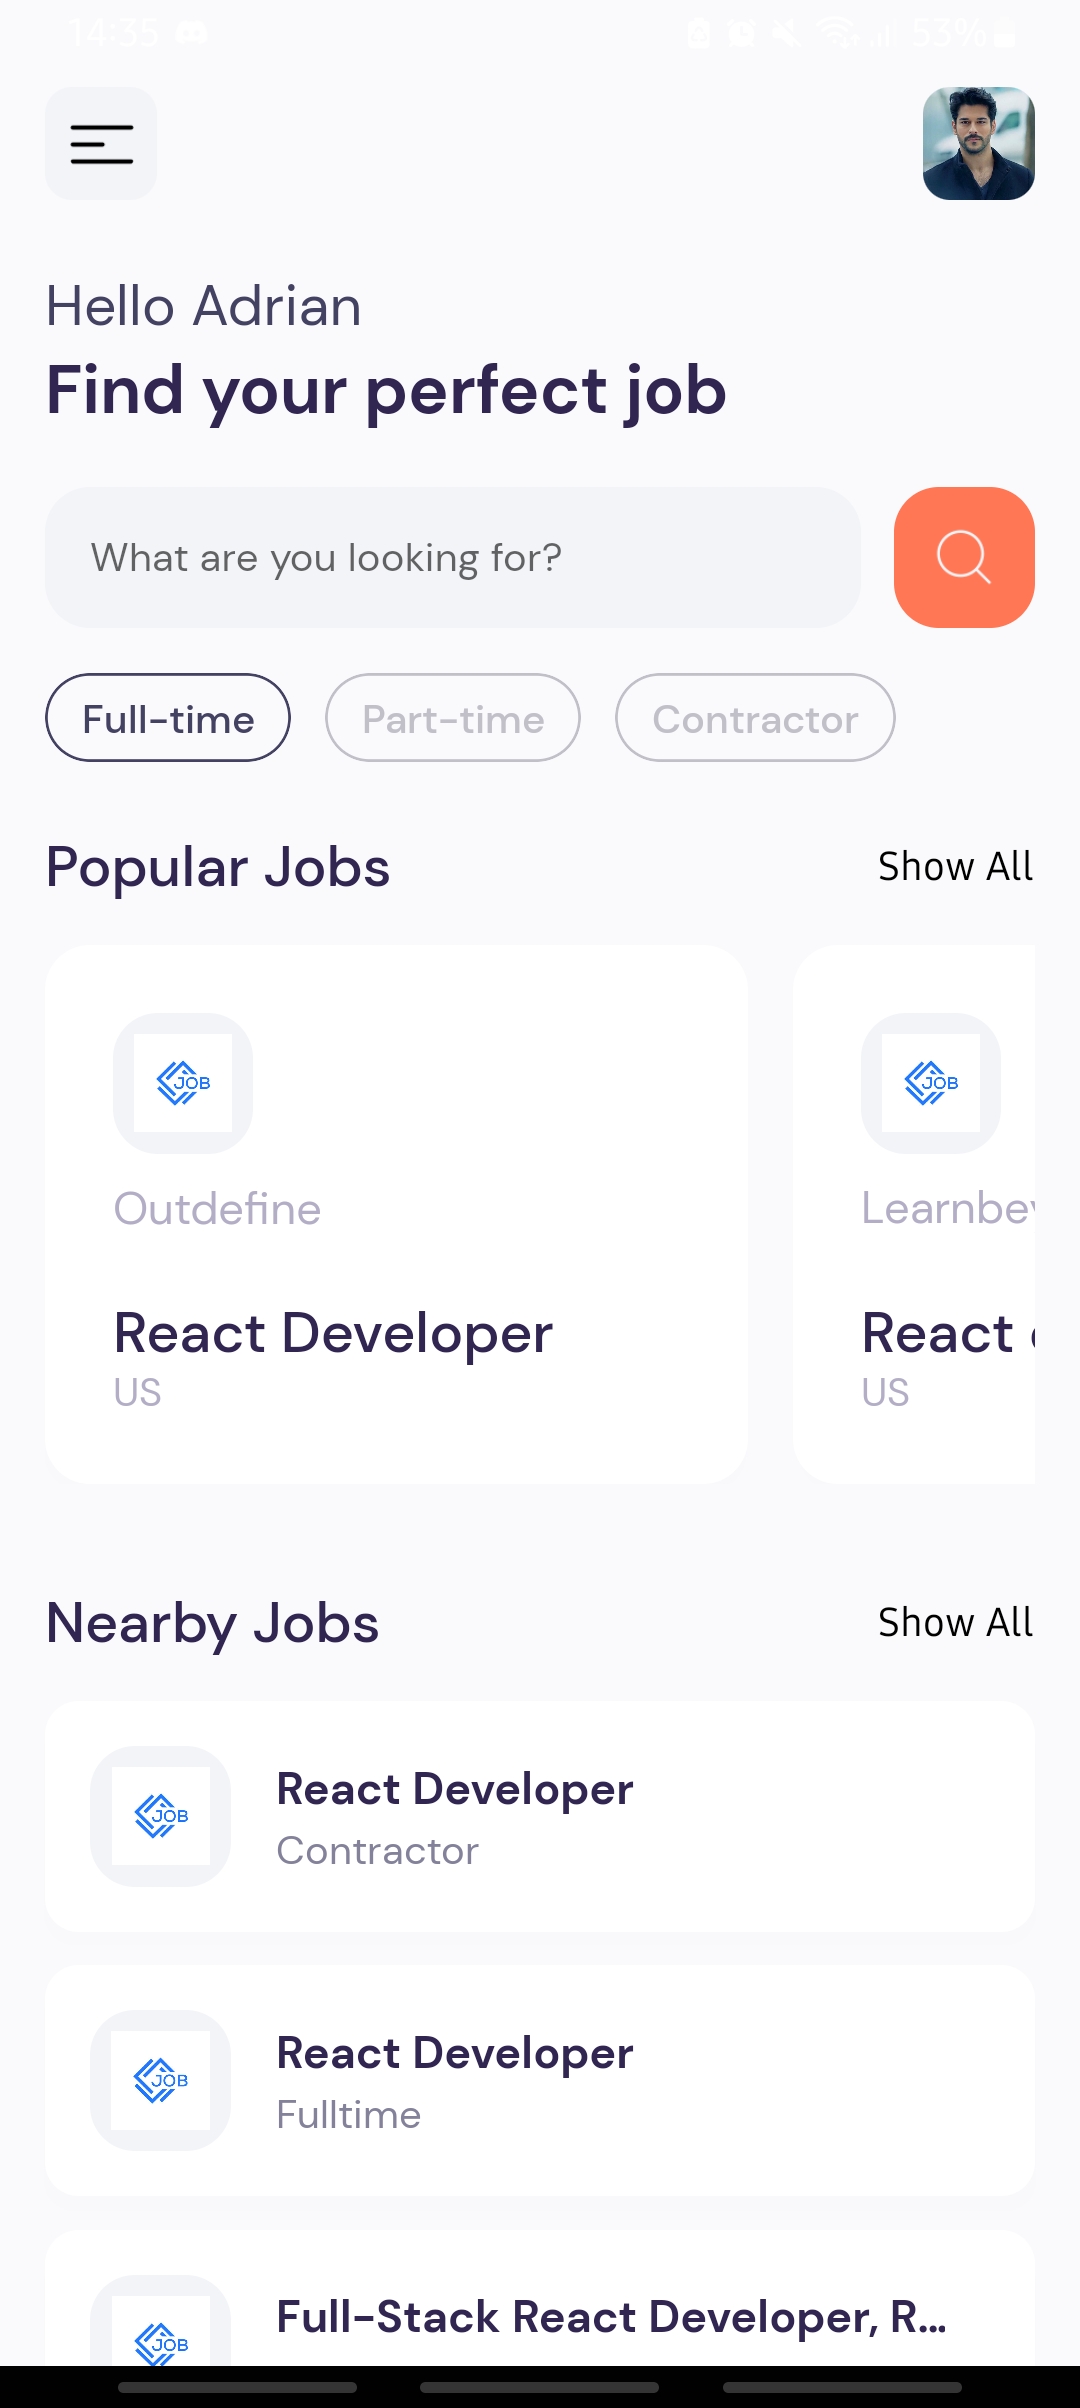 14:35 53%
Hello Adrian
Find your perfect job
What are you looking for?
Full-time Part-time Contractor
Popular Jobs Show All
JOB JOB
Outdefine Learnbe
React Developer React
US US
Nearby Jobs Show All
JOB
React Developer
Contractor
JOB
React Developer
Fulltime
JOB
Full-Stack React Developer, R...